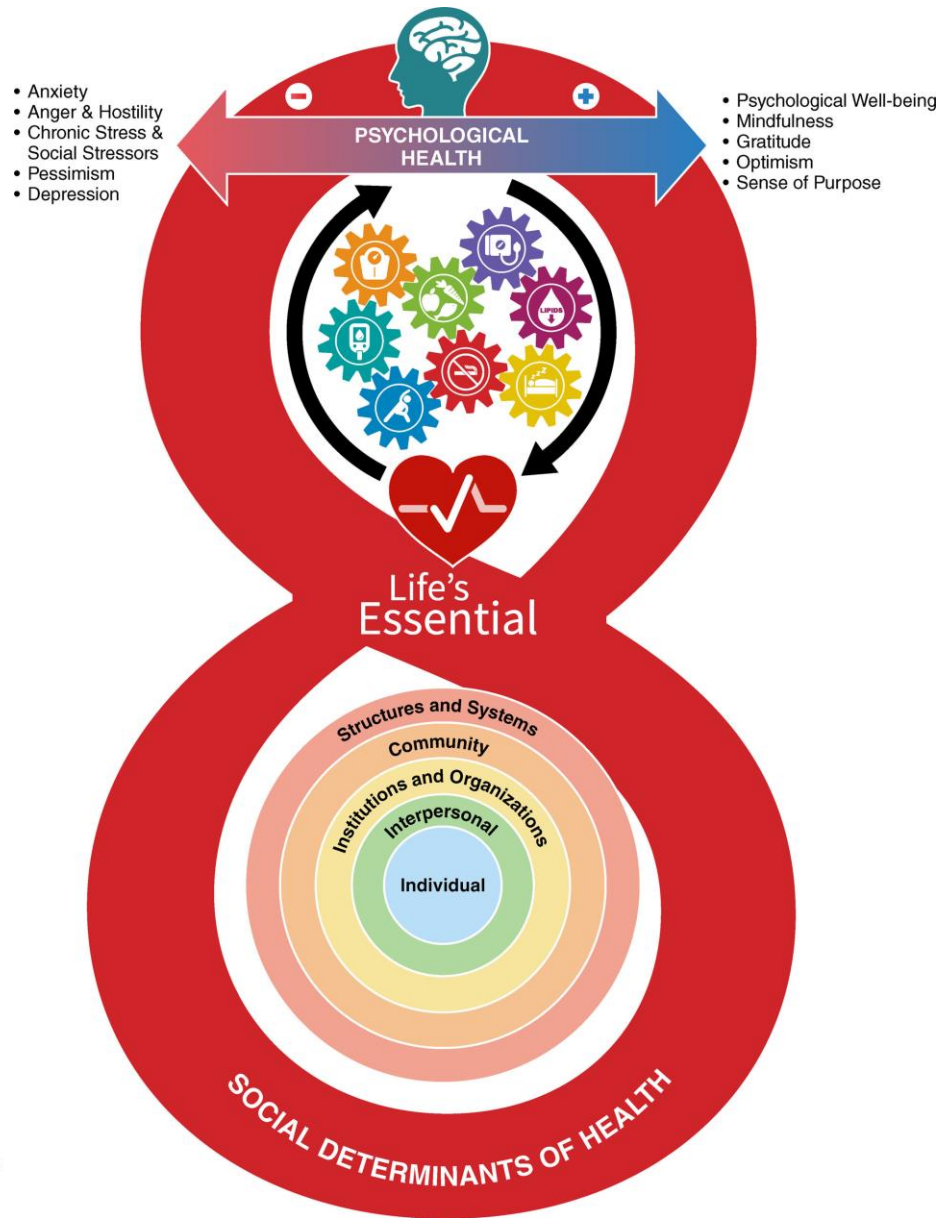 • Anxiety
• Anger & Hostility
• Chronic Stress &
Social Stressors
• Pessimism
• Depression
PSYCHOLOGICAL
HEALTH
• Psychological Well-being
• Mindfulness
• Gratitude
• Optimism
• Sense of Purpose
LIPIDS
Life's
Essential
Structures and Systems
Community
Institutions and Organizations
Interpersonal
Individual
SOCIAL DETERMINANTS OF HEALTH